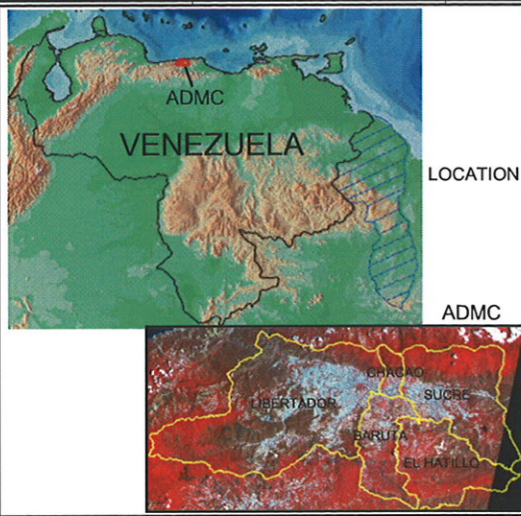 ADMC
VENEZUELA
LOCATION
ADMC
CHACAO
SUCRE
LIBERTADOR
BARUTA
EL HATILLO